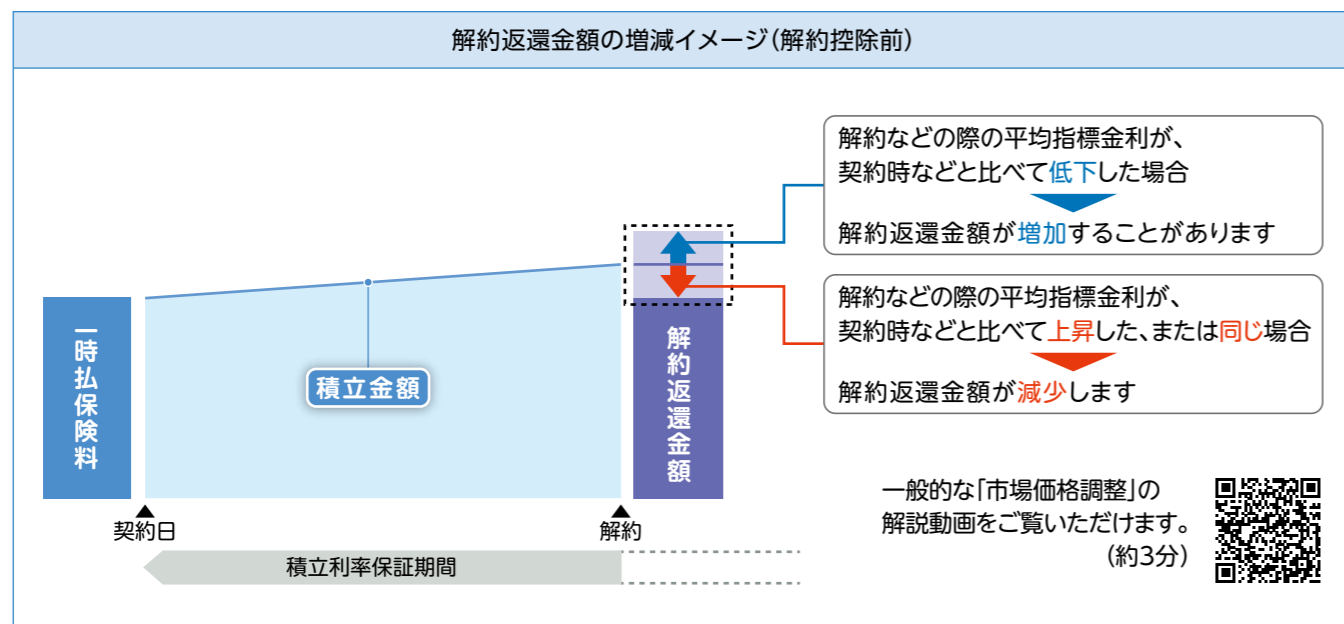 解約返還金額の増減イメージ(解約控除前)
解約などの際の平均指標金利が、
契約時などと比べて低下した場合
解約返還金額が増加することがあります
解約などの際の平均指標金利が、
契約時などと比べて上昇した、または同じ場合
解約返還金額が減少します
一時払保険料
積立金額
解約返還金額
契約日
解約
積立利率保証期間
一般的な「市場価格調整」の
解説動画をご覧いただけます。
(約3分)